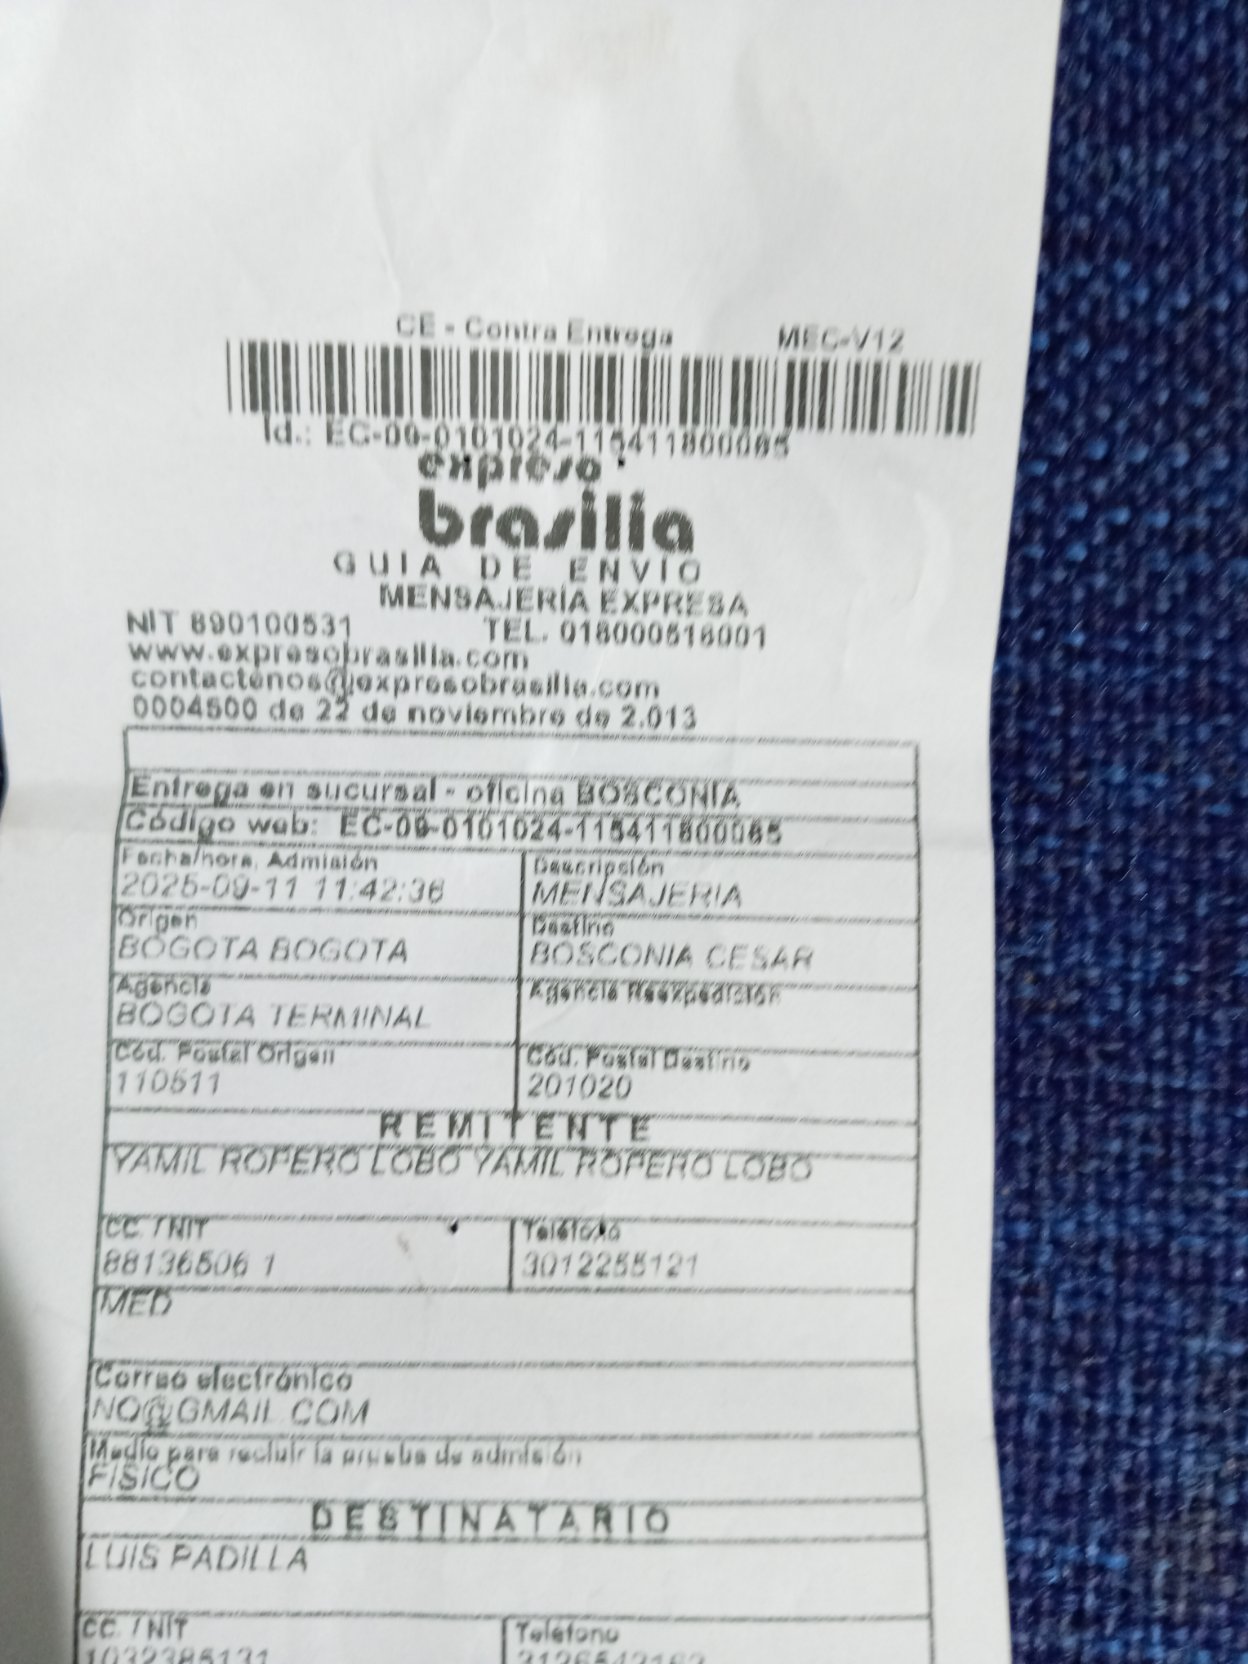 CE - Contra Entrega MEC-V12
Id.: EC-09-0101024-115411800065
expreso
brasilia
GUIA DE ENVIO
MENSAJERIA EXPRESA
NIT 890100531 TEL. 018000518001
www.expresobrasilia.com
contactenos@expresobrasilia.com
0004500 de 22 de noviembre de 2.013
Entrega en sucursal - oficina BOSCONIA
Código web: EC-09-0101024-115411800065
Fecha/hora. Admisión Descripción
2025-09-11 11:42:36 MENSAJERIA
Origen Destino
BOGOTA BOGOTA BOSCONIA CESAR
Agencia Agencia Reexpedición
BOGOTA TERMINAL
Cód. Postal Origen Cód. Postal Destino
110511 201020
REMITENTE
YAMIL ROPERO LOBO YAMIL ROPERO LOBO
CC. / NIT Teléfono
88136506 1 3012255121
MED
Correo electrónico
NO@GMAIL.COM
Medio para recluir la prueba de admisión
FISICO
DESTINATARIO
LUIS PADILLA
CC. / NIT Teléfono